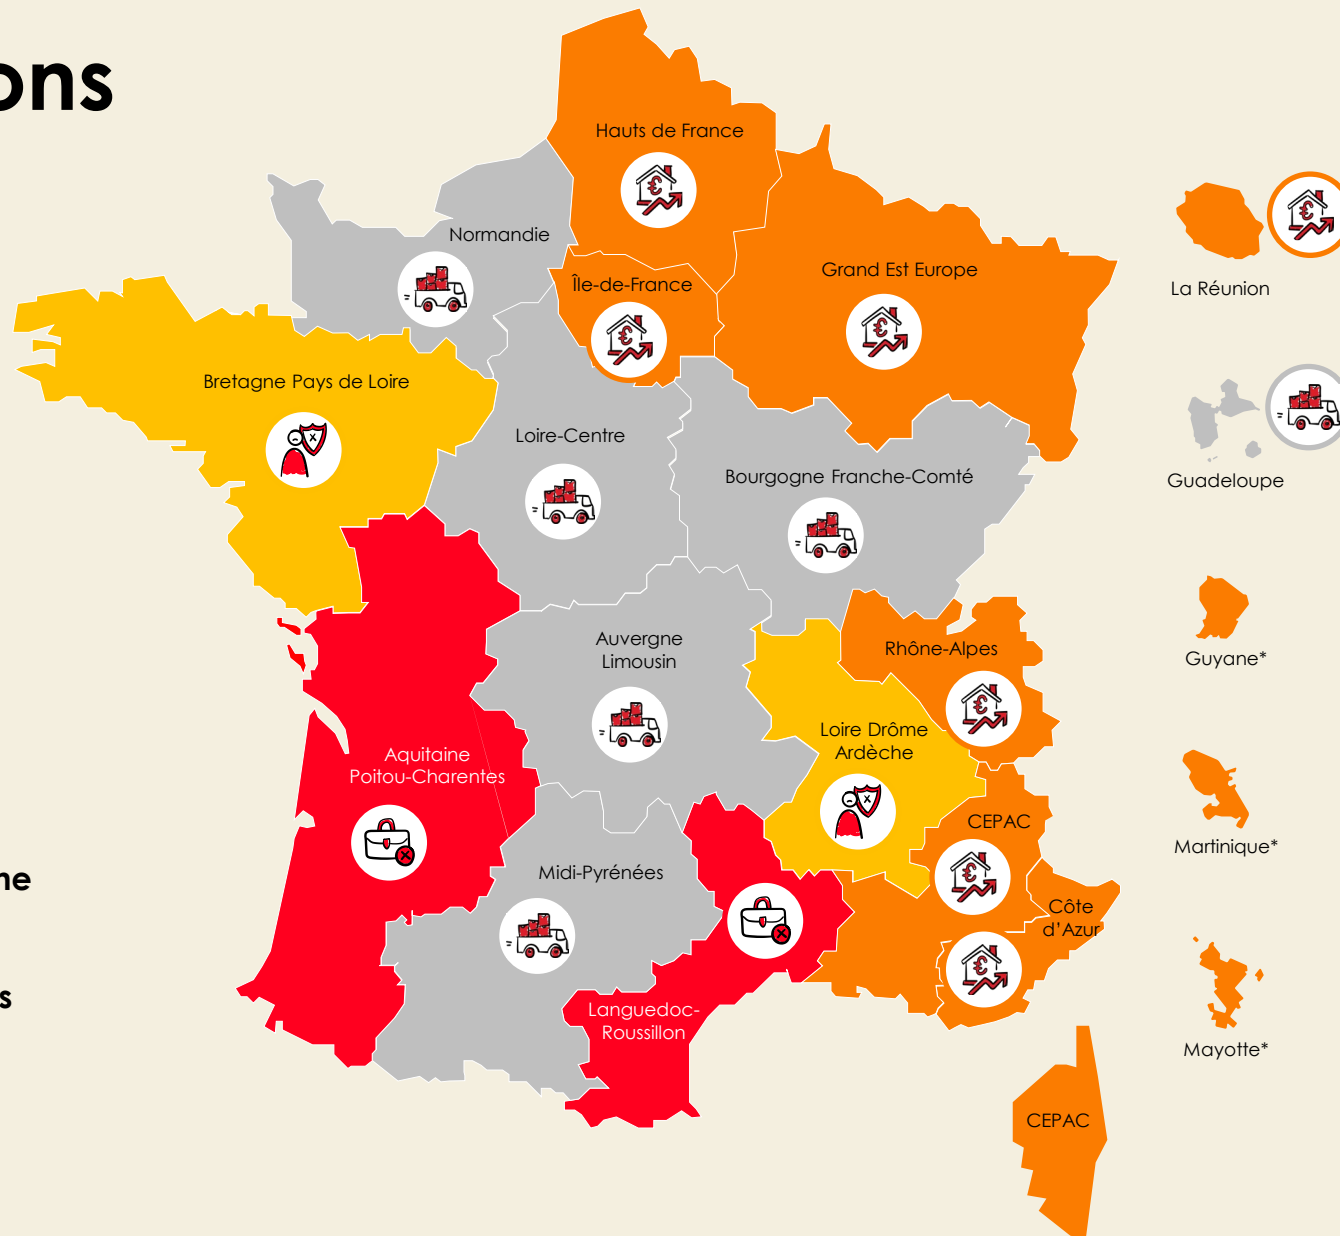 ons
Hauts de France
Normandie
Île-de-France
Grand Est Europe
La Réunion
Bretagne Pays de Loire
Loire-Centre
Bourgogne Franche-Comté
Guadeloupe
Auvergne
Limousin
Rhône-Alpes
Guyane*
Loire Drôme
Ardèche
Aquitaine
Poitou-Charentes
CEPAC
Martinique*
ne
Midi-Pyrénées
Côte
d'Azur
s
Languedoc-
Roussillon
Mayotte*
CEPAC